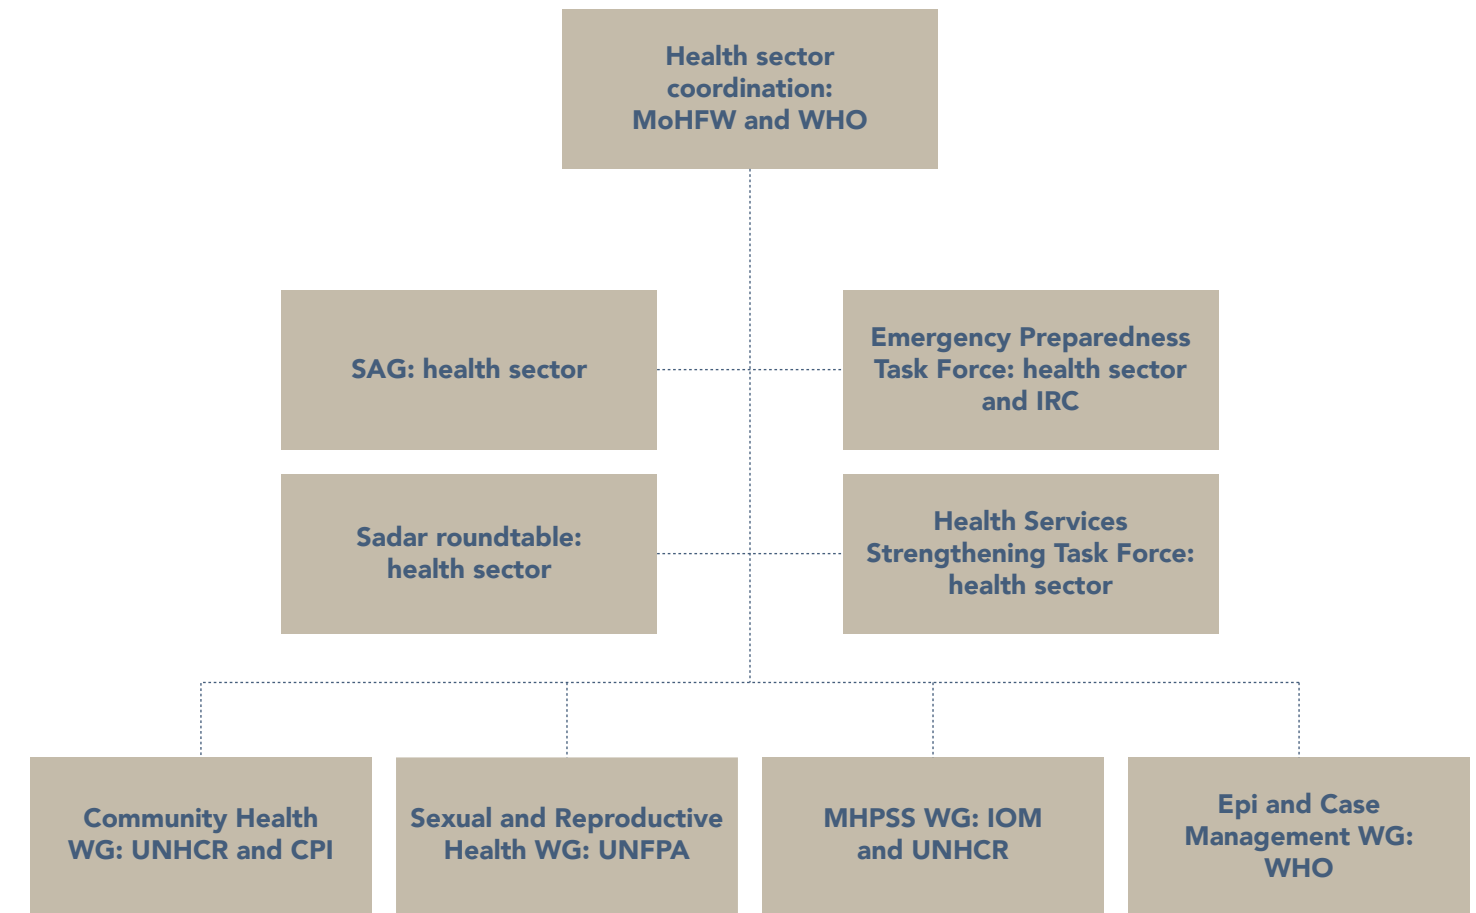 Health sector
coordination:
MoHFW and WHO
SAG: health sector
Emergency Preparedness
Task Force: health sector
and IRC
Sadar roundtable:
health sector
Health Services
Strengthening Task Force:
health sector
Community Health
WG: UNHCR and CPI
Sexual and Reproductive
Health WG: UNFPA
MHPSS WG: IOM
and UNHCR
Epi and Case
Management WG:
WHO